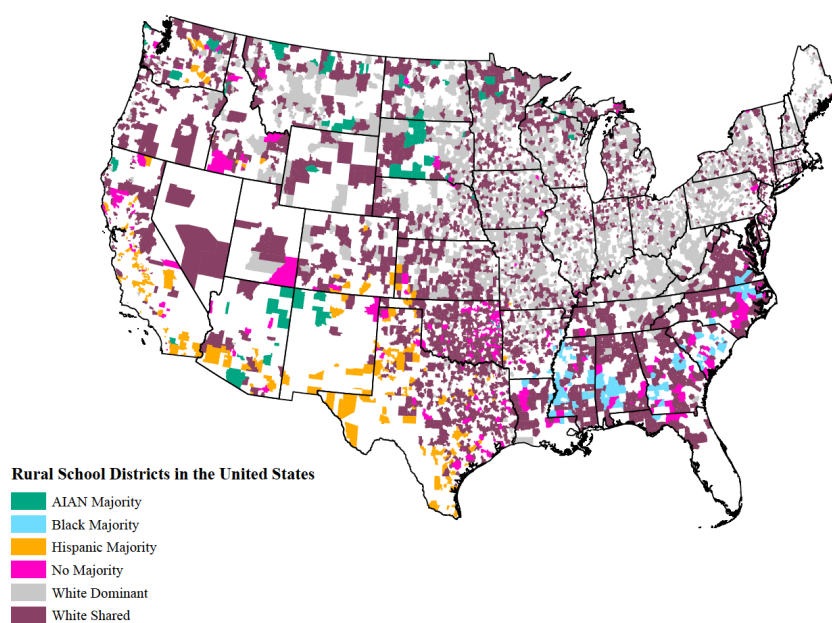 Rural School Districts in the United States
AIAN Majority
Black Majority
Hispanic Majority
No Majority
White Dominant
White Shared